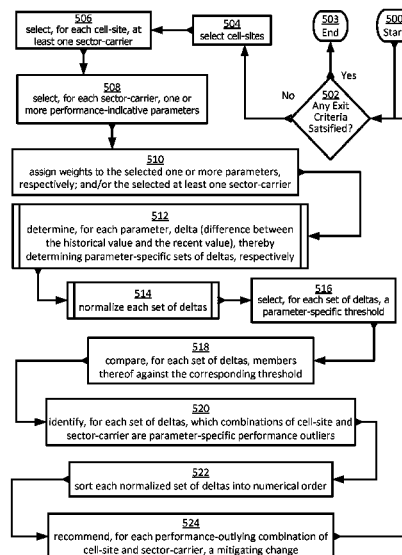 500
Start
503
End
Yes
502
Any Exit
Criteria
Satsified?
No
504
select cell-sites
506
select, for each cell-site, at
least one sector-carrier
508
select, for each sector-carrier, one or
more performance-indicative parameters
510
assign weights to the selected one or more parameters,
respectively; and/or the selected at least one sector-carrier
512
determine, for each parameter, delta (difference between
the historical value and the recent value), thereby
determining parameter-specific sets of deltas, respectively
514
normalize each set of deltas
516
select, for each set of deltas, a
parameter-specific threshold
518
compare, for each set of deltas, members
thereof against the corresponding threshold
520
identify, for each set of deltas, which combinations of cell-site and
sector-carrier are parameter-specific performance outliers
522
sort each normalized set of deltas into numerical order
524
recommend, for each performance-outlying combination of
cell-site and sector-carrier, a mitigating change